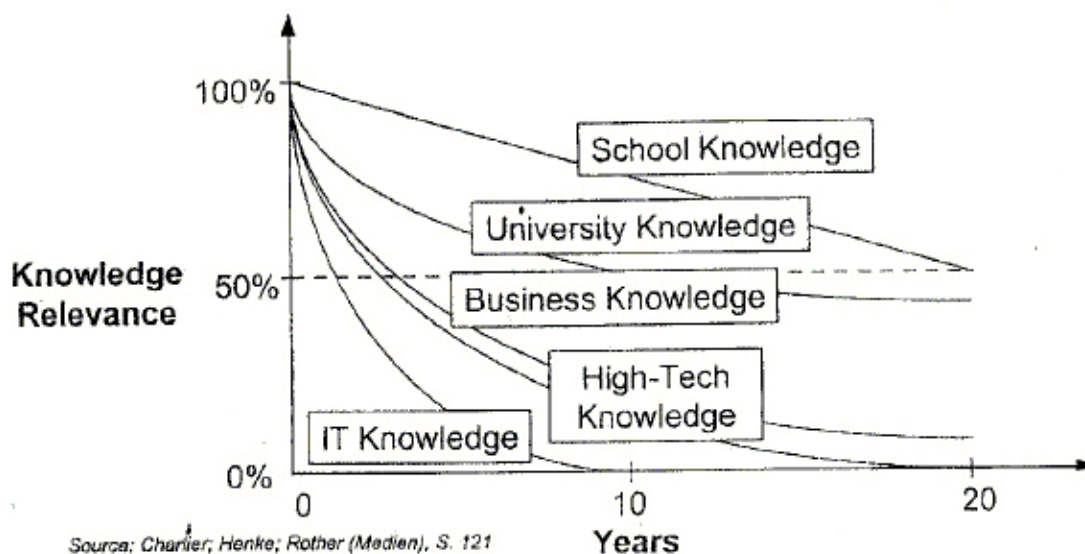 100%
School Knowledge
University Knowledge
Knowledge
Relevance
50%
Business Knowledge
High-Tech
Knowledge
IT Knowledge
0%
0
10
20
Years
Source: Charlier; Henke; Rother (Medien), S. 121